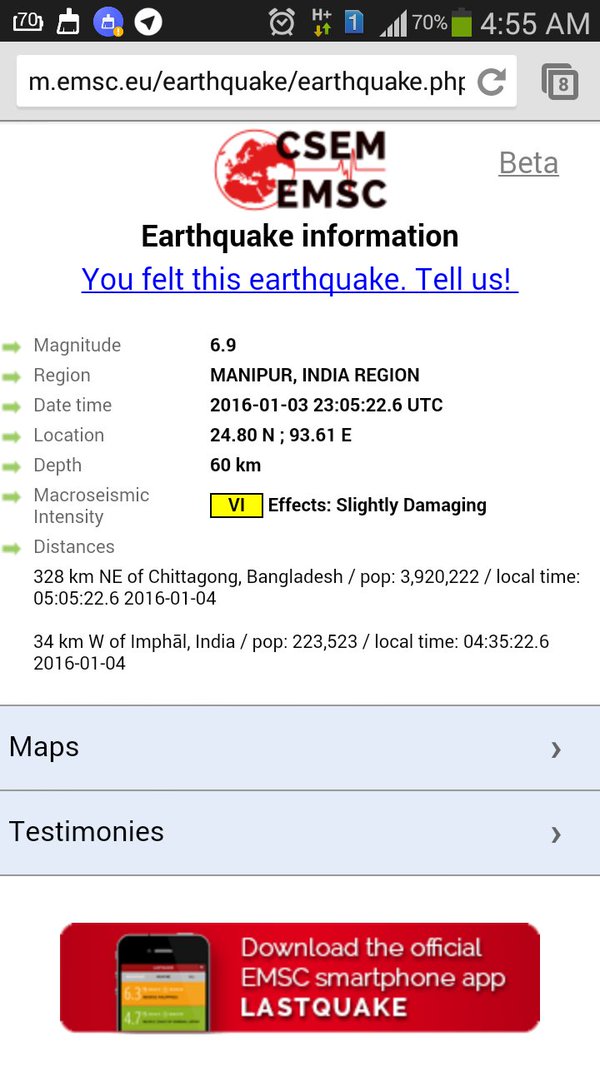 70
H+
1
70%
4:55 AM
m.emsc.eu/earthquake/earthquake.php
8
CSEM
EMSC
Beta
Earthquake information
You felt this earthquake. Tell us!
Magnitude 6.9
Region MANIPUR, INDIA REGION
Date time 2016-01-03 23:05:22.6 UTC
Location 24.80 N ; 93.61 E
Depth 60 km
Macroseismic
Intensity
VI Effects: Slightly Damaging
Distances
328 km NE of Chittagong, Bangladesh / pop: 3,920,222 / local time:
05:05:22.6 2016-01-04
34 km W of Imphāl, India / pop: 223,523 / local time: 04:35:22.6
2016-01-04
Maps
Testimonies
Download the official
EMSC smartphone app
LASTQUAKE
6.3
4.7